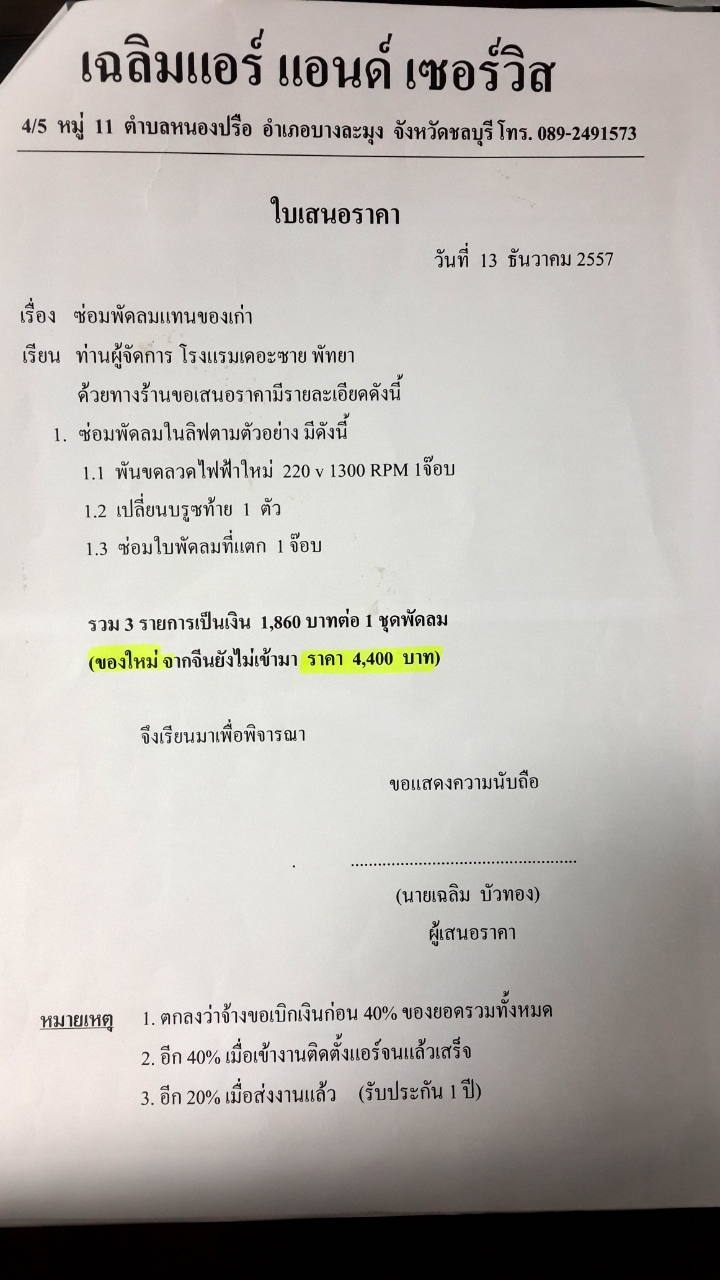 เฉลิมแอร์ แอนด์ เซอร์วิส
4/5 หมู่ 11 ตำบลหนองปรือ อำเภอบางละมุง จังหวัดชลบุรี โทร. 089-2491573
ใบเสนอราคา
วันที่ 13 ธันวาคม 2557
เรื่อง ซ่อมพัดลมแทนของเก่า
เรียน ท่านผู้จัดการ โรงแรมเดอะซาย พัทยา
ด้วยทางร้านขอเสนอราคามีรายละเอียดดังนี้
1. ซ่อมพัดลมในลิฟตามตัวอย่าง มีดังนี้
1.1 พันขคลวดไฟฟ้าใหม่ 220 v 1300 RPM 1จ๊อบ
1.2 เปลี่ยนบรูซท้าย 1 ตัว
1.3 ซ่อมใบพัดลมที่แตก 1 จ๊อบ
รวม 3 รายการเป็นเงิน 1,860 บาทต่อ 1 ชุดพัดลม
(ของใหม่ จากจีนยังไม่เข้ามา ราคา 4,400 บาท)
จึงเรียนมาเพื่อพิจารณา
ขอแสดงความนับถือ
(นายเฉลิม บัวทอง)
ผู้เสนอราคา
หมายเหตุ 1. ตกลงว่าจ้างขอเบิกเงินก่อน 40% ของยอดรวมทั้งหมด
2. อีก 40% เมื่อเข้างานติดตั้งแอร์จนแล้วเสร็จ
3. อีก 20% เมื่อส่งงานแล้ว (รับประกัน 1 ปี)